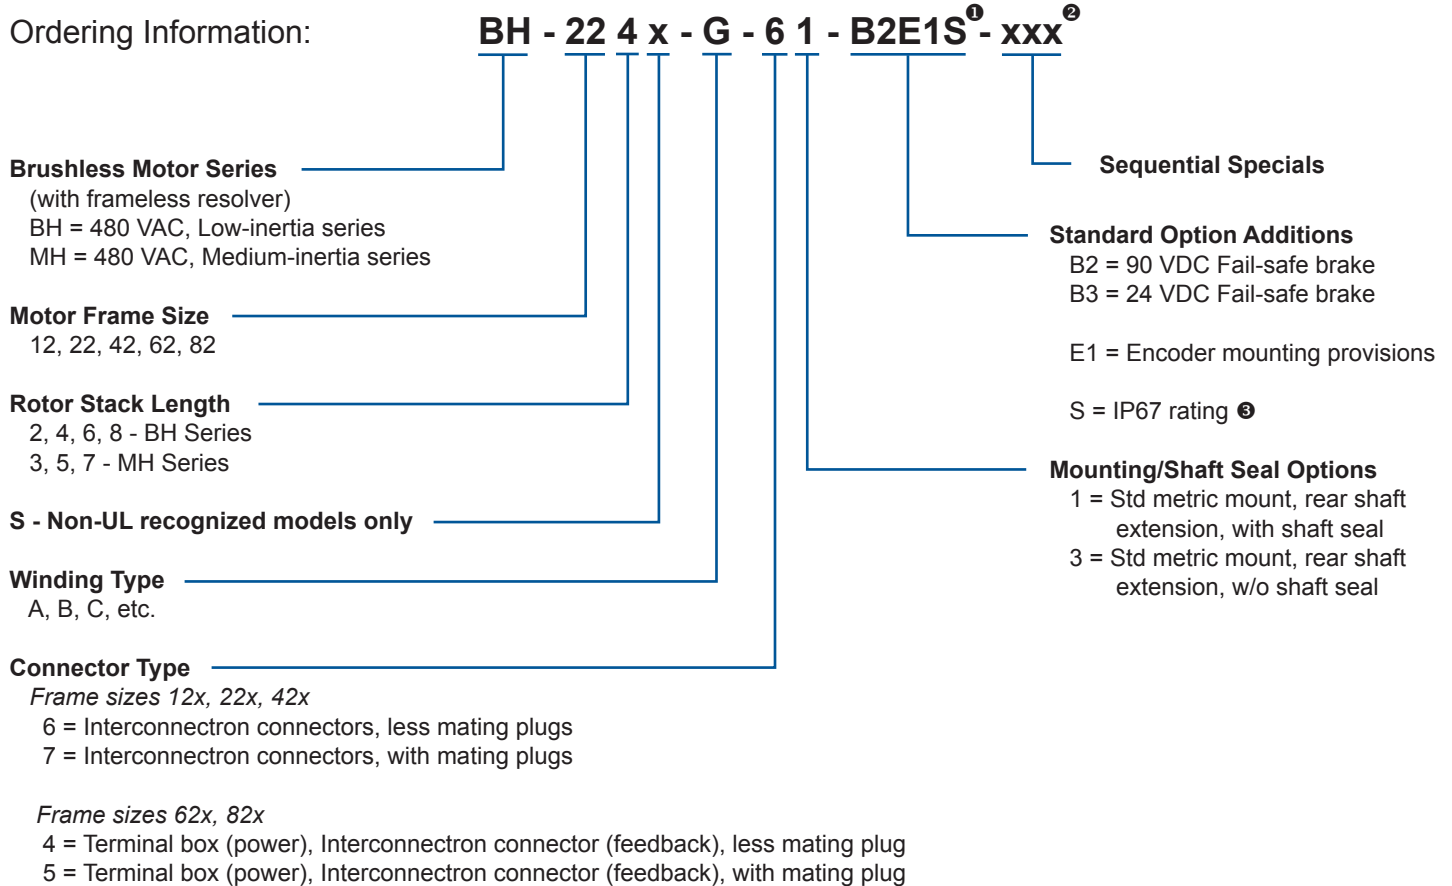 Ordering Information:
BH - 22 4 x - G - 6 1 - B2E1S❶ - xxx❷
Brushless Motor Series
(with frameless resolver)
BH = 480 VAC, Low-inertia series
MH = 480 VAC, Medium-inertia series
Motor Frame Size
12, 22, 42, 62, 82
Rotor Stack Length
2, 4, 6, 8 - BH Series
3, 5, 7 - MH Series
S - Non-UL recognized models only
Winding Type
A, B, C, etc.
Connector Type
Frame sizes 12x, 22x, 42x
6 = Interconnectron connectors, less mating plugs
7 = Interconnectron connectors, with mating plugs
Frame sizes 62x, 82x
4 = Terminal box (power), Interconnectron connector (feedback), less mating plug
5 = Terminal box (power), Interconnectron connector (feedback), with mating plug
Sequential Specials
Standard Option Additions
B2 = 90 VDC Fail-safe brake
B3 = 24 VDC Fail-safe brake
E1 = Encoder mounting provisions
S = IP67 rating ❸
Mounting/Shaft Seal Options
1 = Std metric mount, rear shaft
extension, with shaft seal
3 = Std metric mount, rear shaft
extension, w/o shaft seal